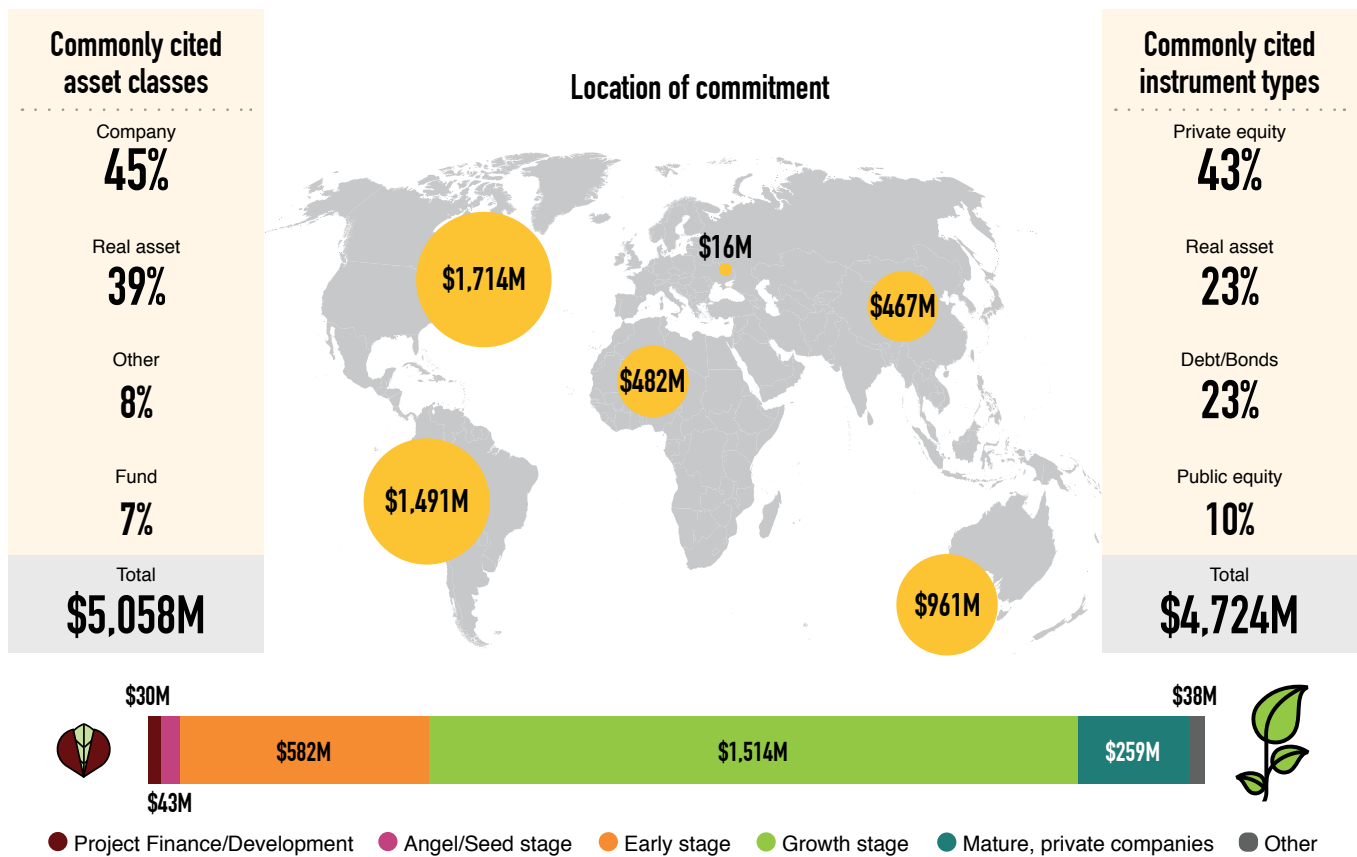 Commonly cited
asset classes
Company
45%
Real asset
39%
Other
8%
Fund
7%
Total
$5,058M
Location of commitment
$1,714M
$16M
$467M
$482M
$1,491M
$961M
Commonly cited
instrument types
Private equity
43%
Real asset
23%
Debt/Bonds
23%
Public equity
10%
Total
$4,724M
$30M
$38M
$582M
$1,514M
$259M
$43M
Project Finance/Development
Angel/Seed stage
Early stage
Growth stage
Mature, private companies
Other